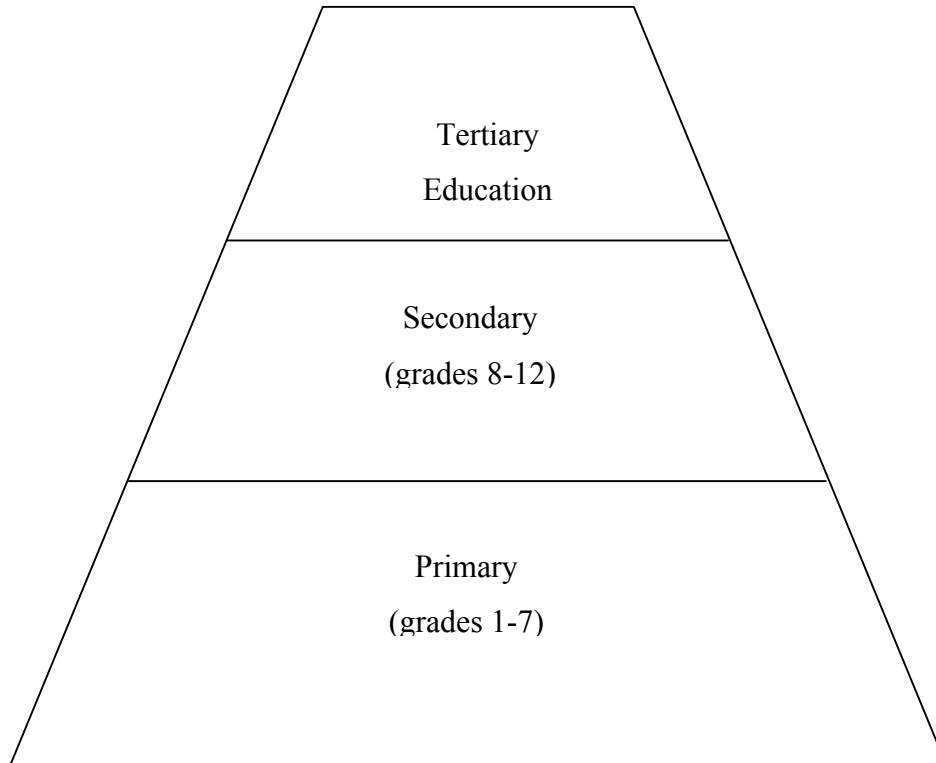 Tertiary
Education
Secondary
(grades 8-12)
Primary
(grades 1-7)